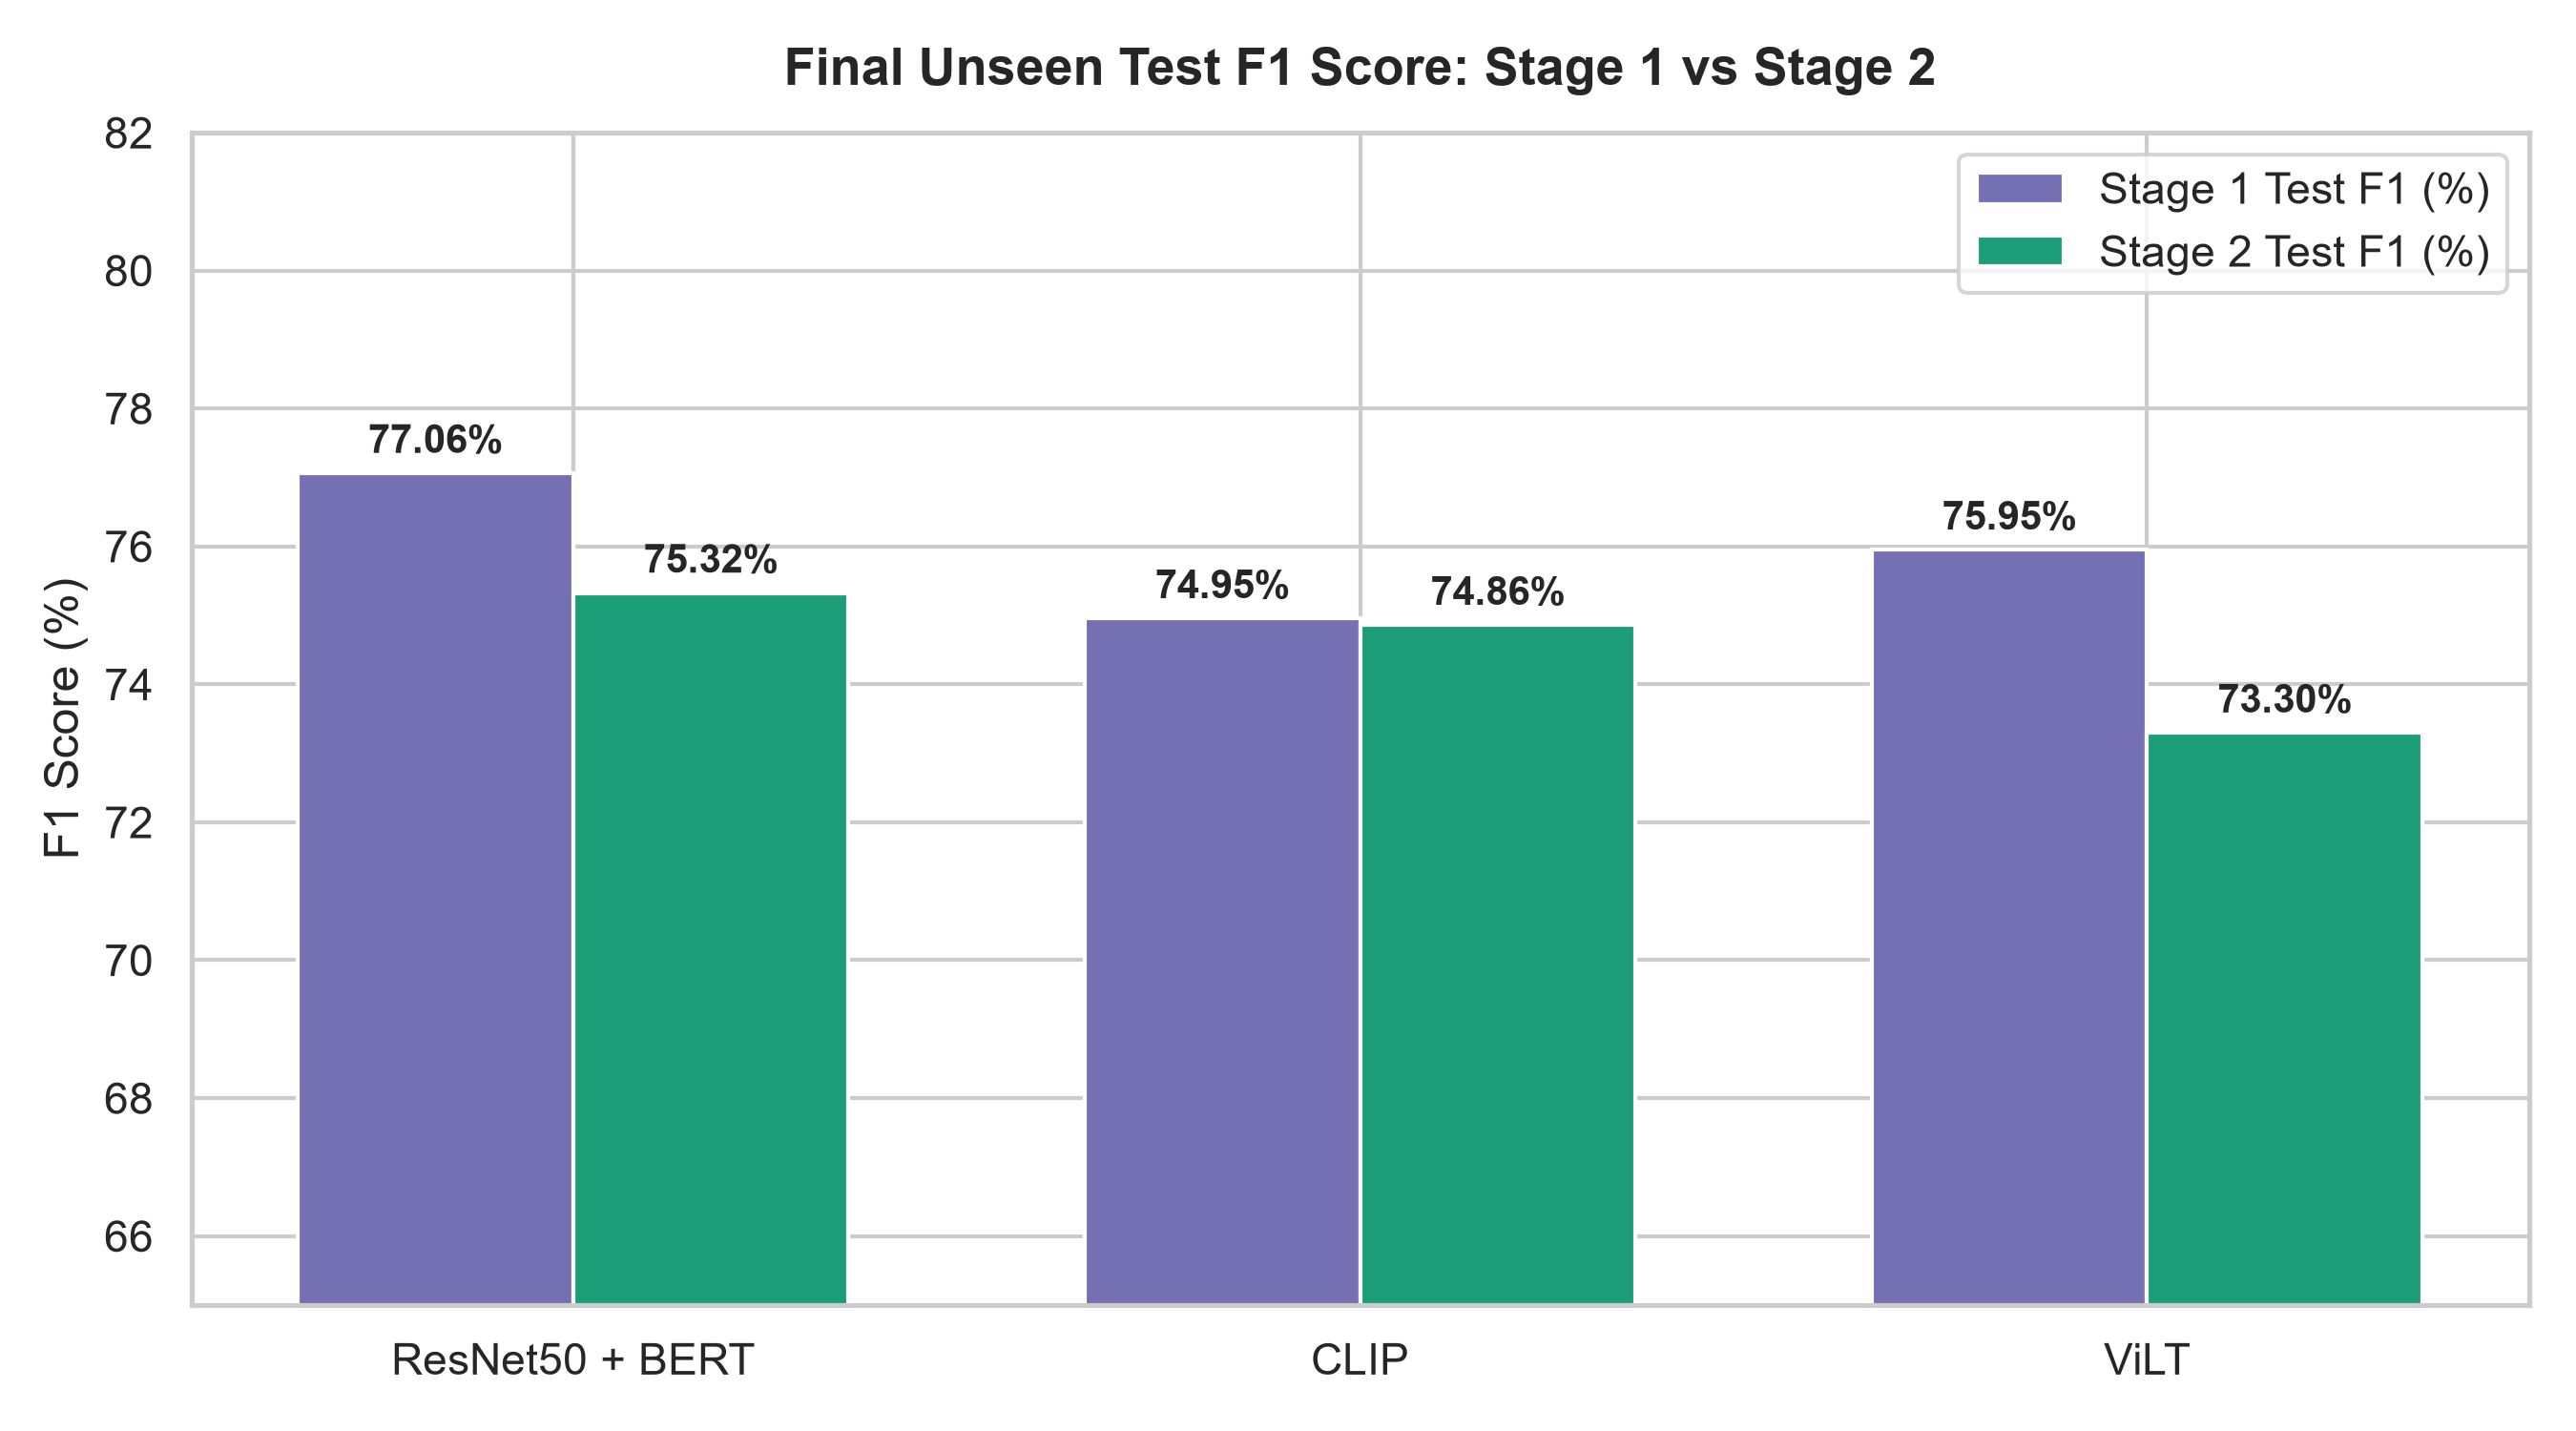 Final Unseen Test F1 Score: Stage 1 vs Stage 2
82
80
78
76
74
72
70
68
66
F1 Score (%)
Stage 1 Test F1 (%)
Stage 2 Test F1 (%)
77.06%
75.32%
74.95%
74.86%
75.95%
73.30%
ResNet50 + BERT
CLIP
ViLT